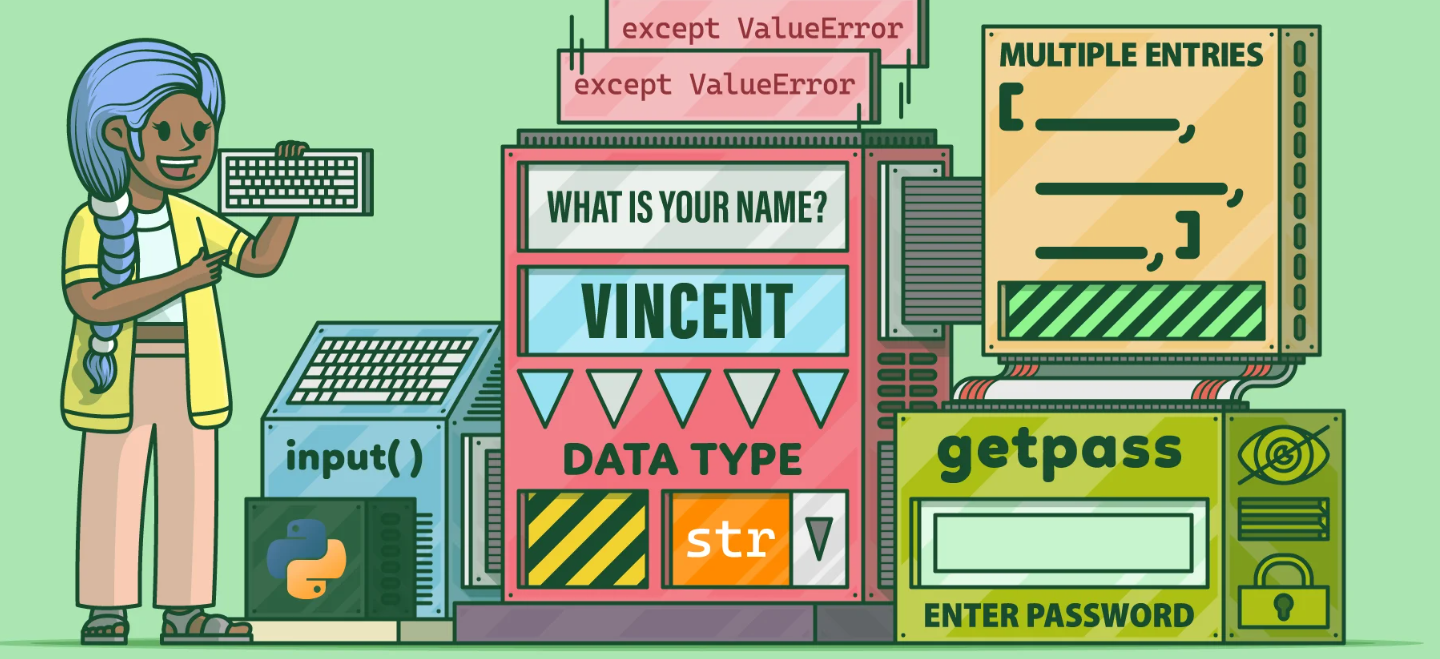 except ValueError
except ValueError
WHAT IS YOUR NAME?
VINCENT
DATA TYPE
str
input()
MULTIPLE ENTRIES
[ ,
,
, ]
getpass
ENTER PASSWORD